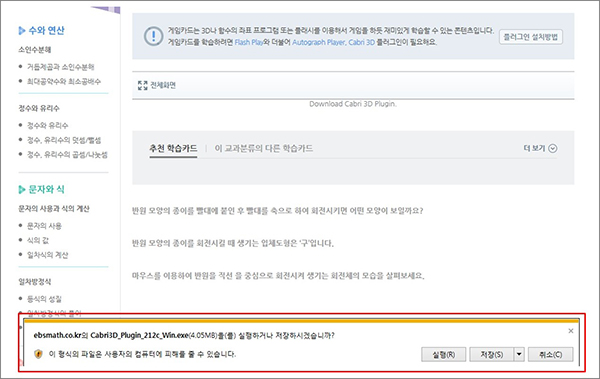 수와 연산
소인수분해
거듭제곱과 소인수분해
최대공약수와 최소공배수
정수와 유리수
정수와 유리수
정수, 유리수의 덧셈/뺄셈
정수, 유리수의 곱셈/나눗셈
문자와 식
문자의 사용과 식의 계산
문자의 사용
식의 값
일차식의 계산
일차방정식
등식의 성질
일차방정식의 풀이
게임카드는 3D나 함수의 좌표 프로그램 또는 플래시를 이용해서 게임을 하듯 재미있게 학습할 수 있는 콘텐츠입니다.
게임카드를 학습하려면 Flash Play와 더불어 Autograph Player, Cabri 3D 플러그인이 필요해요.
플러그인 설치방법
전체화면
Download Cabri 3D Plugin.
추천 학습카드 | 이 교과분류의 다른 학습카드
더 보기
반원 모양의 종이를 빨대에 붙인 후 빨대를 축으로 하여 회전시키면 어떤 모양이 보일까요?
반원 모양의 종이를 회전시킬 때 생기는 입체도형은 '구'입니다.
마우스를 이용하여 반원을 직선 을 중심으로 회전시켜 생기는 회전체의 모습을 살펴보세요.
ebsmath.co.kr의 Cabri3D_Plugin_212c_Win.exe(4.05MB)을(를) 실행하거나 저장하시겠습니까?
이 형식의 파일은 사용자의 컴퓨터에 피해를 줄 수 있습니다.
실행(R)
저장(S)
취소(C)